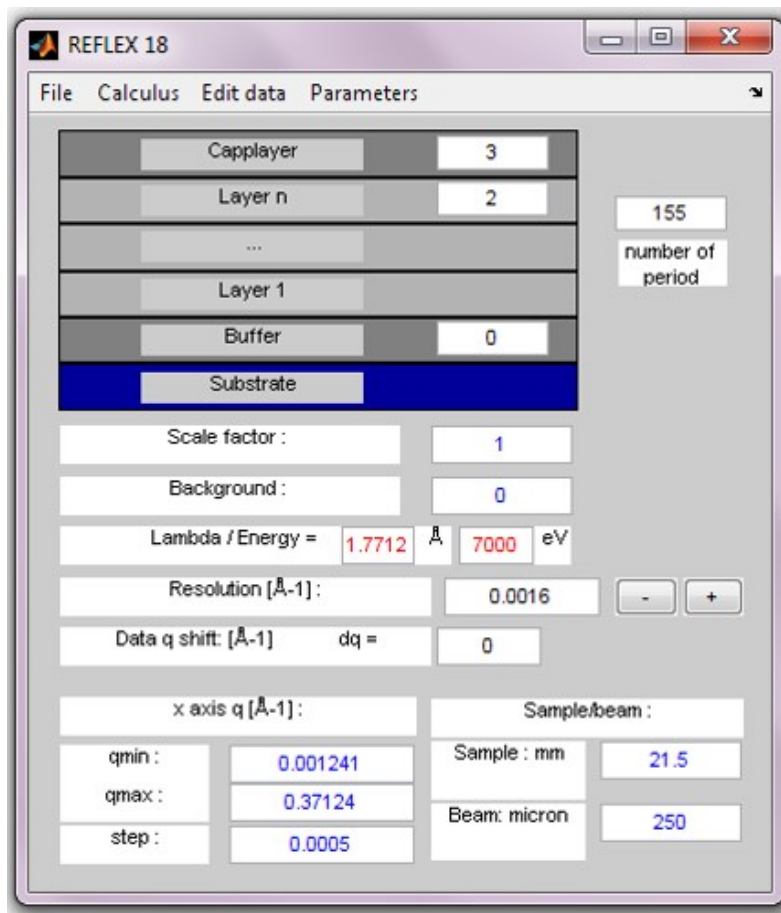 REFLEX 18
File Calculus Edit data Parameters
Capplayer 3
Layer n 2
155
...
number of
period
Layer 1
Buffer 0
Substrate
Scale factor : 1
Background : 0
Lambda / Energy = 1.7712 Å 7000 eV
Resolution [Å-1] : 0.0016 - +
Data q shift: [Å-1] dq = 0
x axis q [Å-1] : Sample/beam :
qmin : 0.001241 Sample : mm 21.5
qmax : 0.37124
Beam: micron 250
step : 0.0005